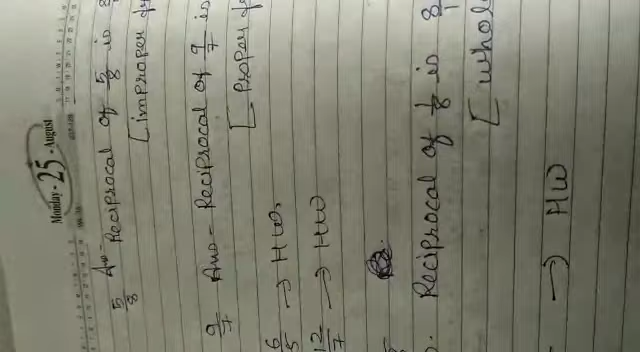 Monday - 25 - August
5/8 Ans- Reciprocal of 5/8 is 8
[improper
9/7 Ans- Reciprocal of 9/7 is
[proper
6/5 → HW.
12/7 → HW
Reciprocal of 1/8 is 8/1
[whole
→ HW